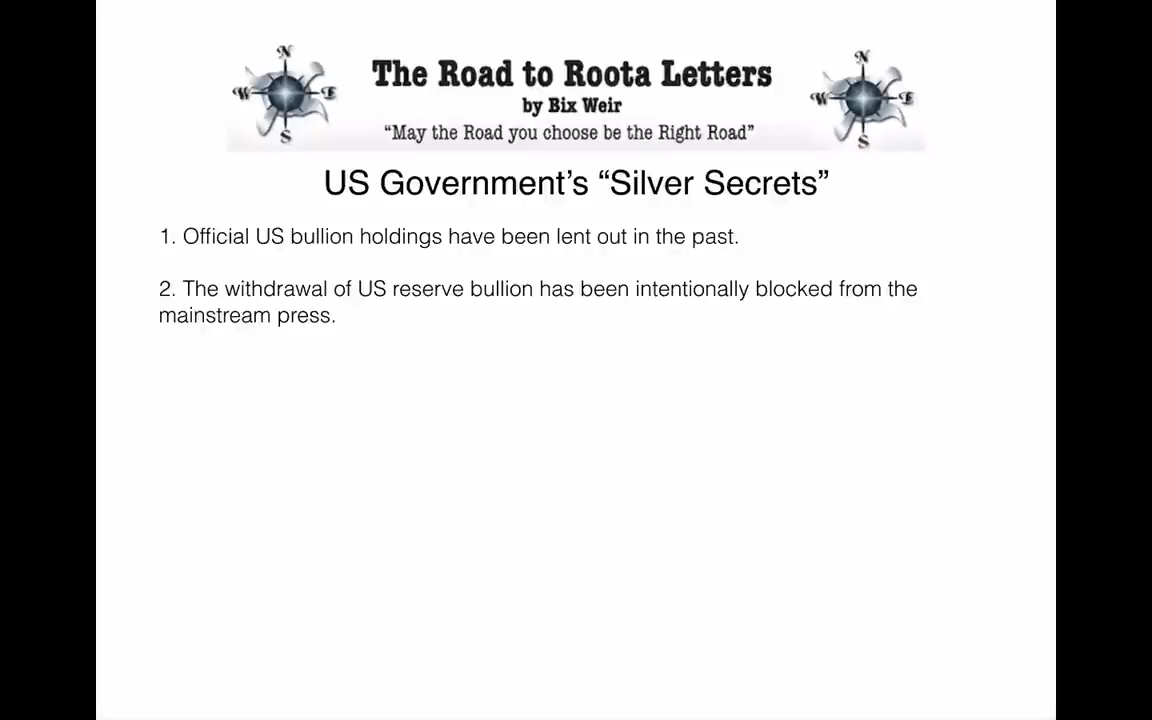 N
W E
S
The Road to Roota Letters
by Bix Weir
“May the Road you choose be the Right Road”
N
W E
S
US Government’s “Silver Secrets”
1. Official US bullion holdings have been lent out in the past.
2. The withdrawal of US reserve bullion has been intentionally blocked from the
mainstream press.